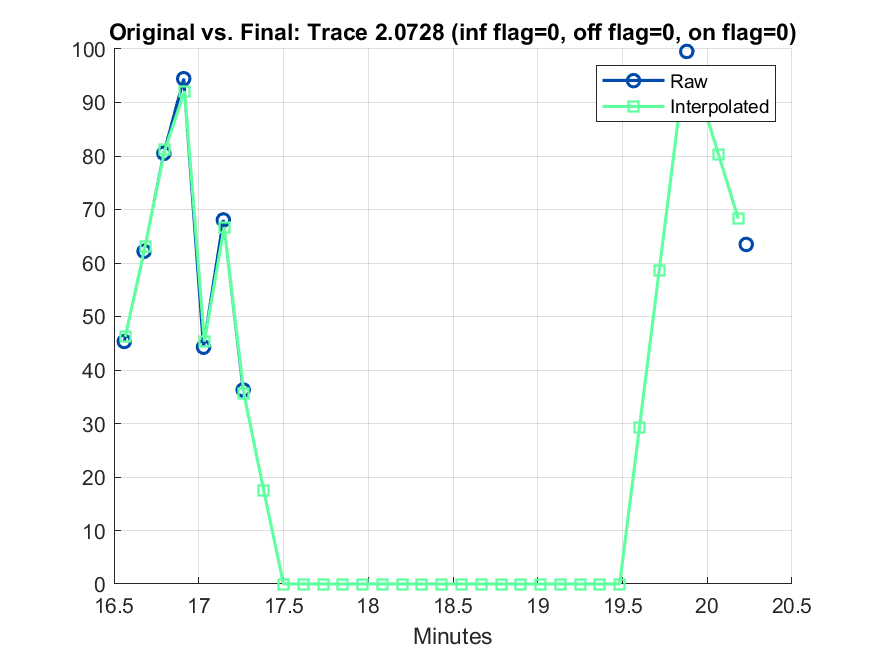 Original vs. Final: Trace 2.0728 (inf flag=0, off flag=0, on flag=0)
100
90
80
70
60
50
40
30
20
10
0
Raw
Interpolated
16.5 17 17.5 18 18.5 19 19.5 20 20.5
Minutes